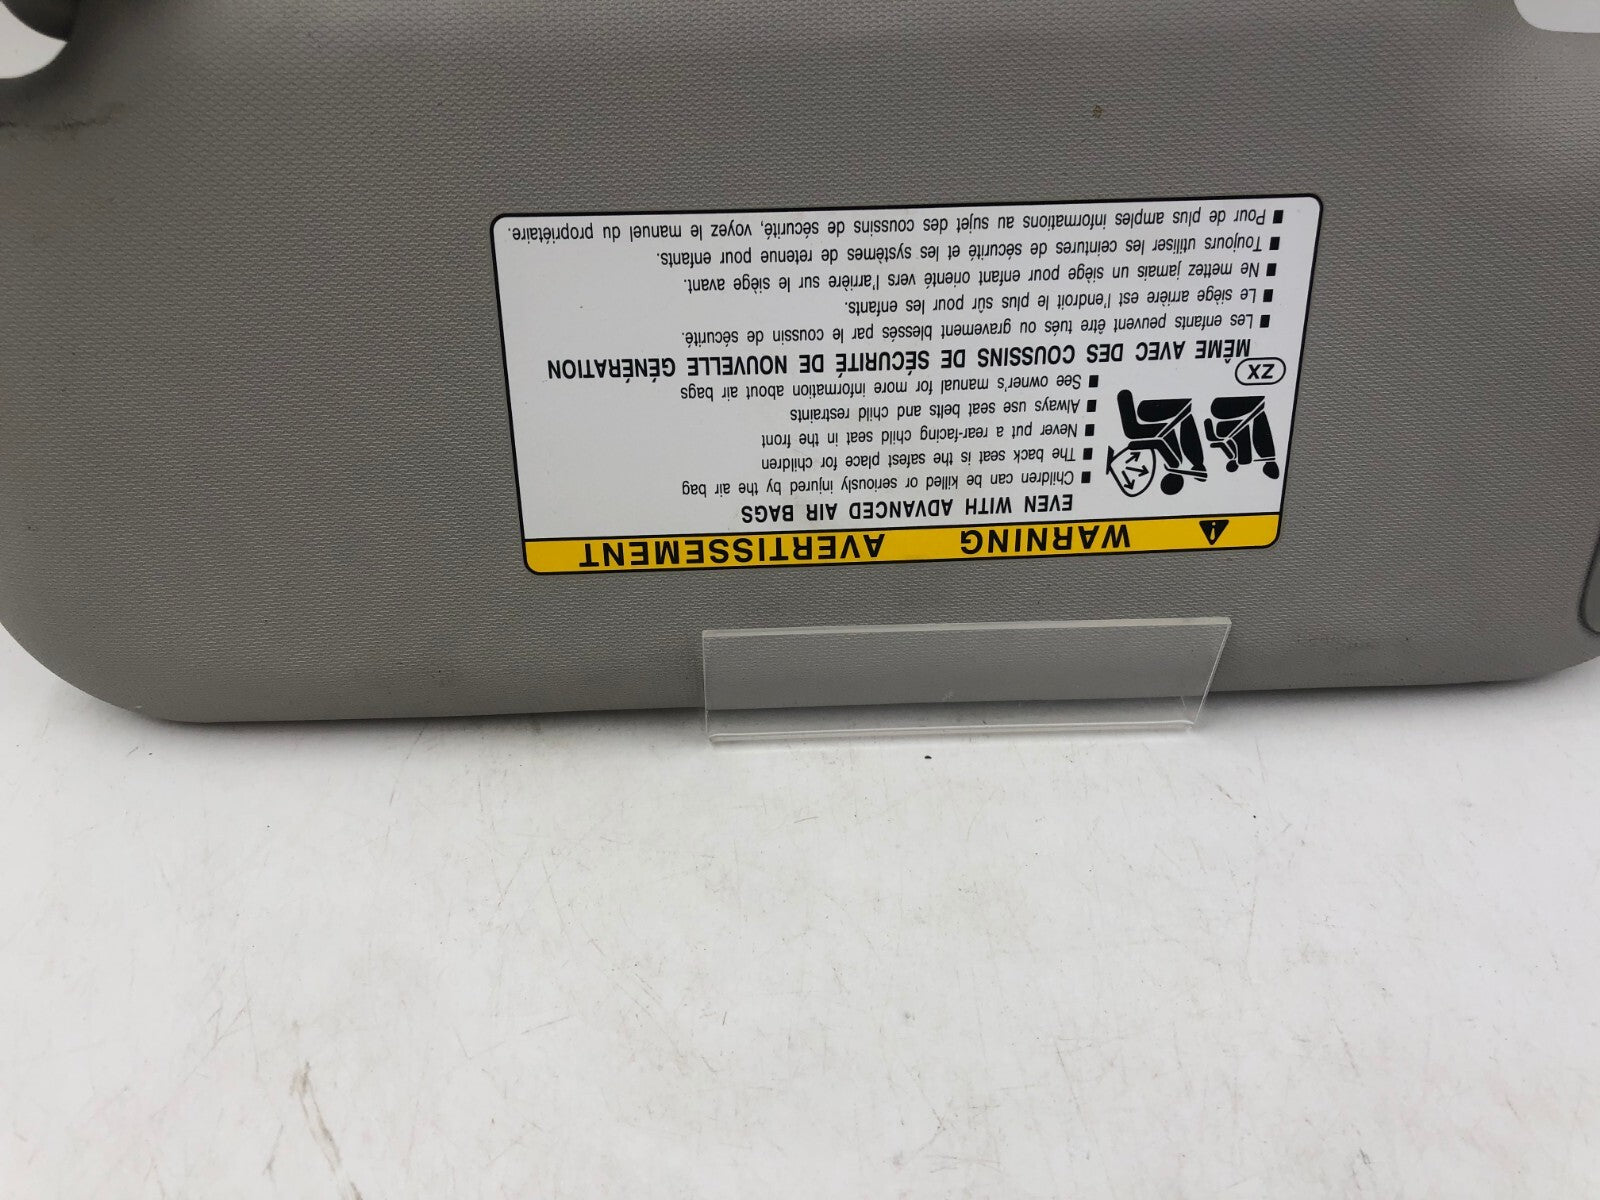 WARNING AVERTISSEMENT
EVEN WITH ADVANCED AIR BAGS
■ Children can be killed or seriously injured by the air bag
■ The back seat is the safest place for children
■ Never put a rear-facing child seat in the front
■ Always use seat belts and child restraints
■ See owner's manual for more information about air bags
ZX
MÊME AVEC DES COUSSINS DE SÉCURITÉ DE NOUVELLE GÉNÉRATION
■ Les enfants peuvent être tués ou gravement blessés par le coussin de sécurité.
■ Le siège arrière est l'endroit le plus sûr pour les enfants.
■ Ne mettez jamais un siège pour enfant orienté vers l'arrière sur le siège avant.
■ Toujours utiliser les ceintures de sécurité et les systèmes de retenue pour enfants.
■ Pour de plus amples informations au sujet des coussins de sécurité, voyez le manuel du propriétaire.